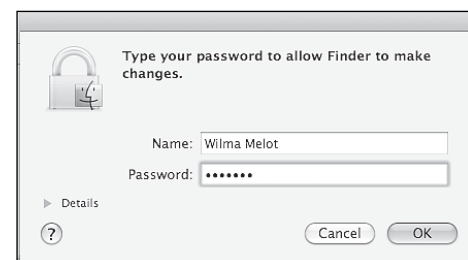 Type your password to allow Finder to make
changes.
Name: Wilma Melot
Password: •••••••
Details
?
Cancel OK